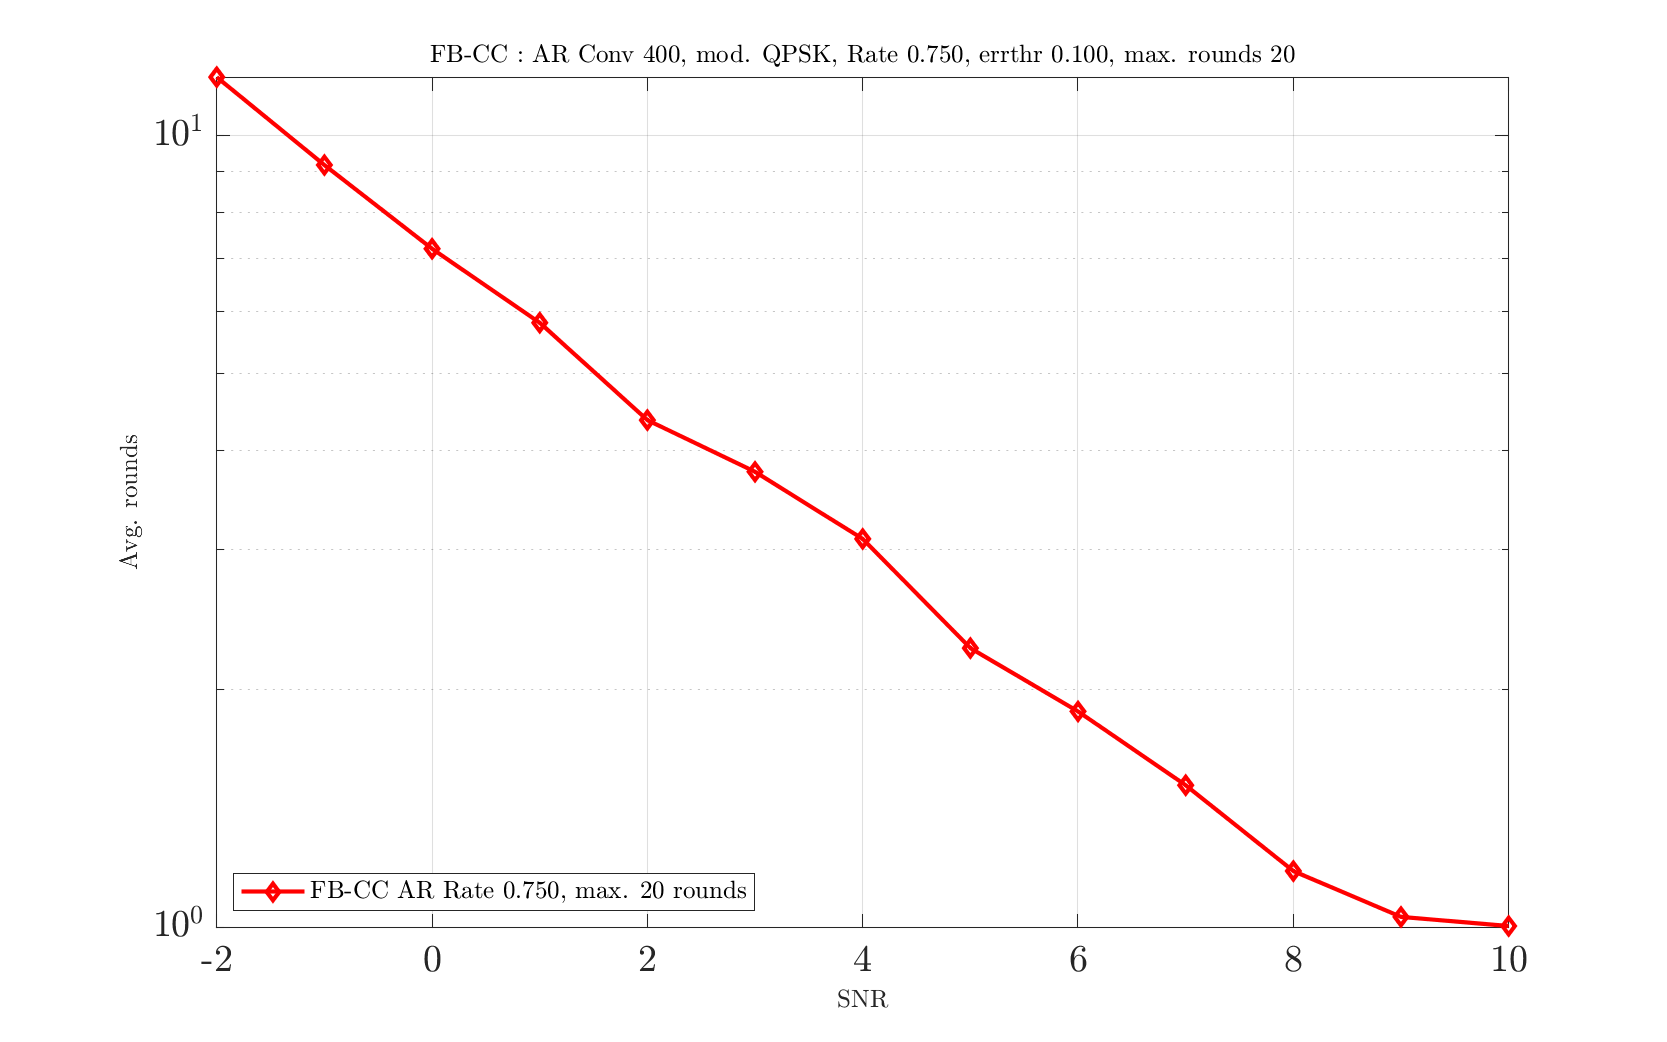 FB-CC : AR Conv 400, mod. QPSK, Rate 0.750, errthr 0.100, max. rounds 20
10^1
Avg. rounds
FB-CC AR Rate 0.750, max. 20 rounds
10^0
-2 0 2 4 6 8 10
SNR